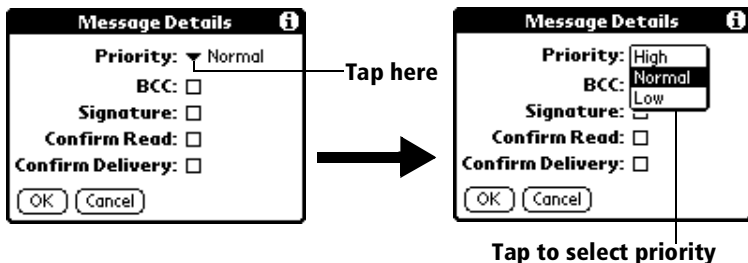 Message Details i
Priority: Normal
BCC:
Signature:
Confirm Read:
Confirm Delivery:
OK Cancel
Tap here
Message Details i
Priority: High
Normal
Low
BCC:
Signature:
Confirm Read:
Confirm Delivery:
OK Cancel
Tap to select priority